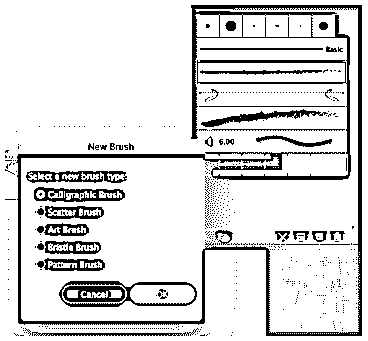 Basic
6.00
New Brush
Select a new brush type:
Calligraphic Brush
Scatter Brush
Art Brush
Bristle Brush
Pattern Brush
Cancel